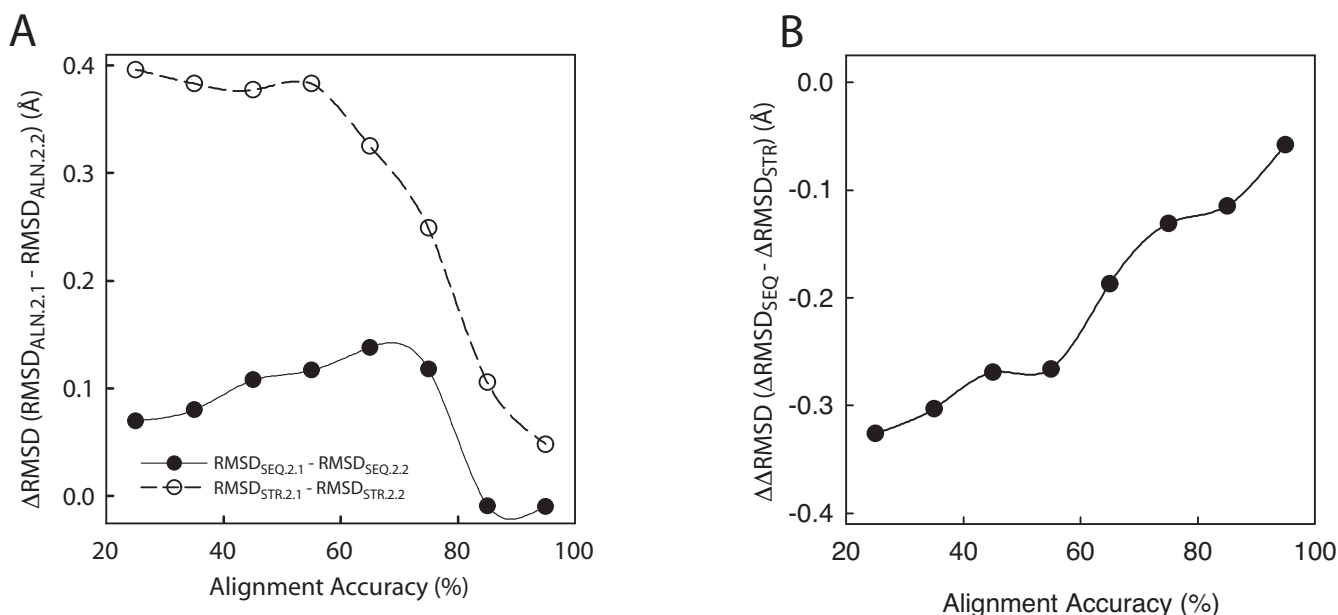 A
ΔRMSD (RMSDALN.2.1 - RMSDALN.2.2) (Å)
0.4
0.3
0.2
0.1
0.0
RMSDSEQ.2.1 - RMSDSEQ.2.2
RMSDSTR.2.1 - RMSDSTR.2.2
20 40 60 80 100
Alignment Accuracy (%)
B
ΔΔRMSD (ΔRMSDSEQ - ΔRMSDSTR) (Å)
0.0
-0.1
-0.2
-0.3
-0.4
20 40 60 80 100
Alignment Accuracy (%)